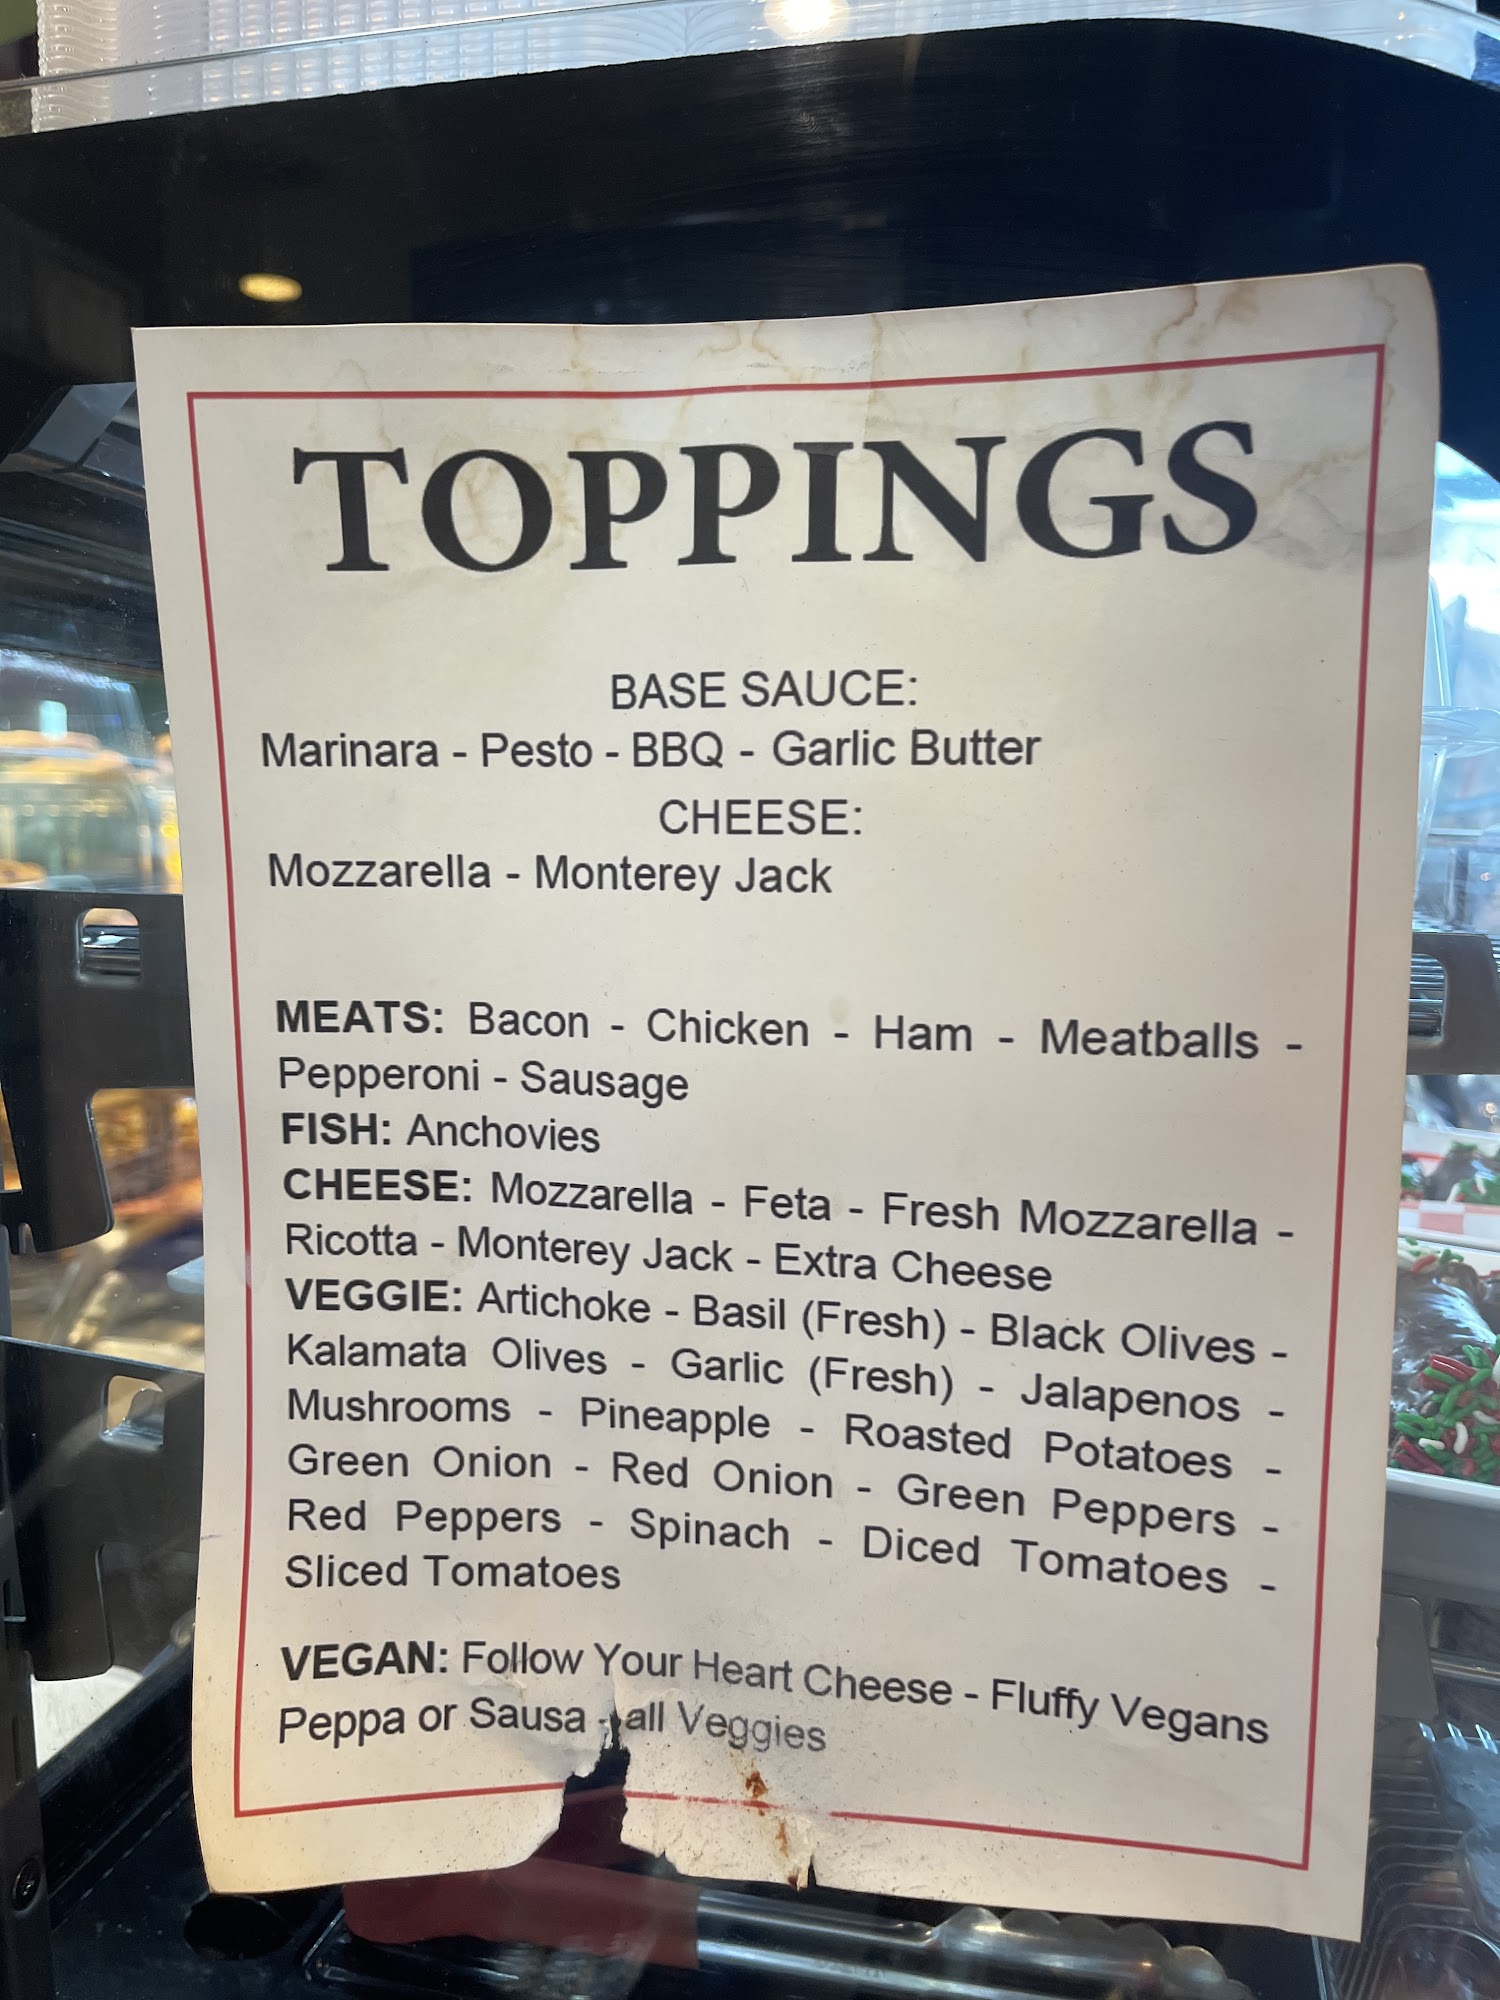 TOPPINGS
BASE SAUCE:
Marinara - Pesto - BBQ - Garlic Butter
CHEESE:
Mozzarella - Monterey Jack
MEATS: Bacon - Chicken - Ham - Meatballs -
Pepperoni - Sausage
FISH: Anchovies
CHEESE: Mozzarella - Feta - Fresh Mozzarella -
Ricotta - Monterey Jack - Extra Cheese
VEGGIE: Artichoke - Basil (Fresh) - Black Olives -
Kalamata Olives - Garlic (Fresh) - Jalapenos -
Mushrooms - Pineapple - Roasted Potatoes -
Green Onion - Red Onion - Green Peppers -
Red Peppers - Spinach - Diced Tomatoes -
Sliced Tomatoes
VEGAN: Follow Your Heart Cheese - Fluffy Vegans
Peppa or Sausa - all Veggies